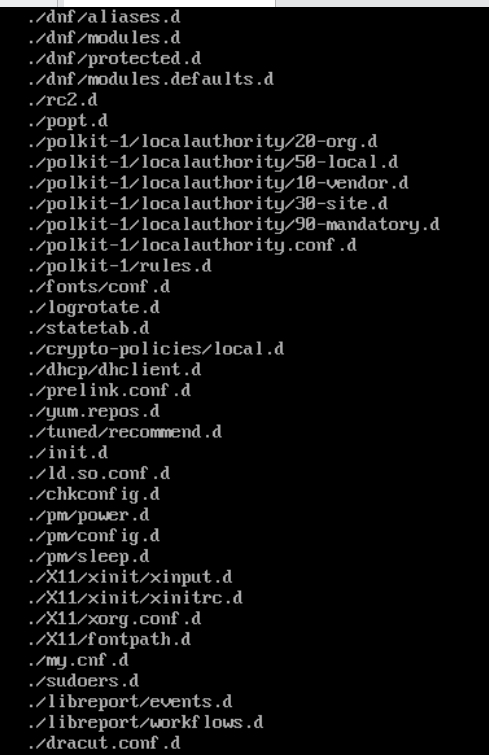 ./dnf/aliases.d
./dnf/modules.d
./dnf/protected.d
./dnf/modules.defaults.d
./rc2.d
./popt.d
./polkit-1/localauthority/20-org.d
./polkit-1/localauthority/50-local.d
./polkit-1/localauthority/10-vendor.d
./polkit-1/localauthority/30-site.d
./polkit-1/localauthority/90-mandatory.d
./polkit-1/localauthority.conf.d
./polkit-1/rules.d
./fonts/conf.d
./logrotate.d
./statetab.d
./crypto-policies/local.d
./dhcp/dhclient.d
./prelink.conf.d
./yum.repos.d
./tuned/recommend.d
./init.d
./ld.so.conf.d
./chkconfig.d
./pm/power.d
./pm/config.d
./pm/sleep.d
./X11/xinit/xinput.d
./X11/xinit/xinitrc.d
./X11/xorg.conf.d
./X11/fontpath.d
./my.cnf.d
./sudoers.d
./libreport/events.d
./libreport/workflows.d
./dracut.conf.d